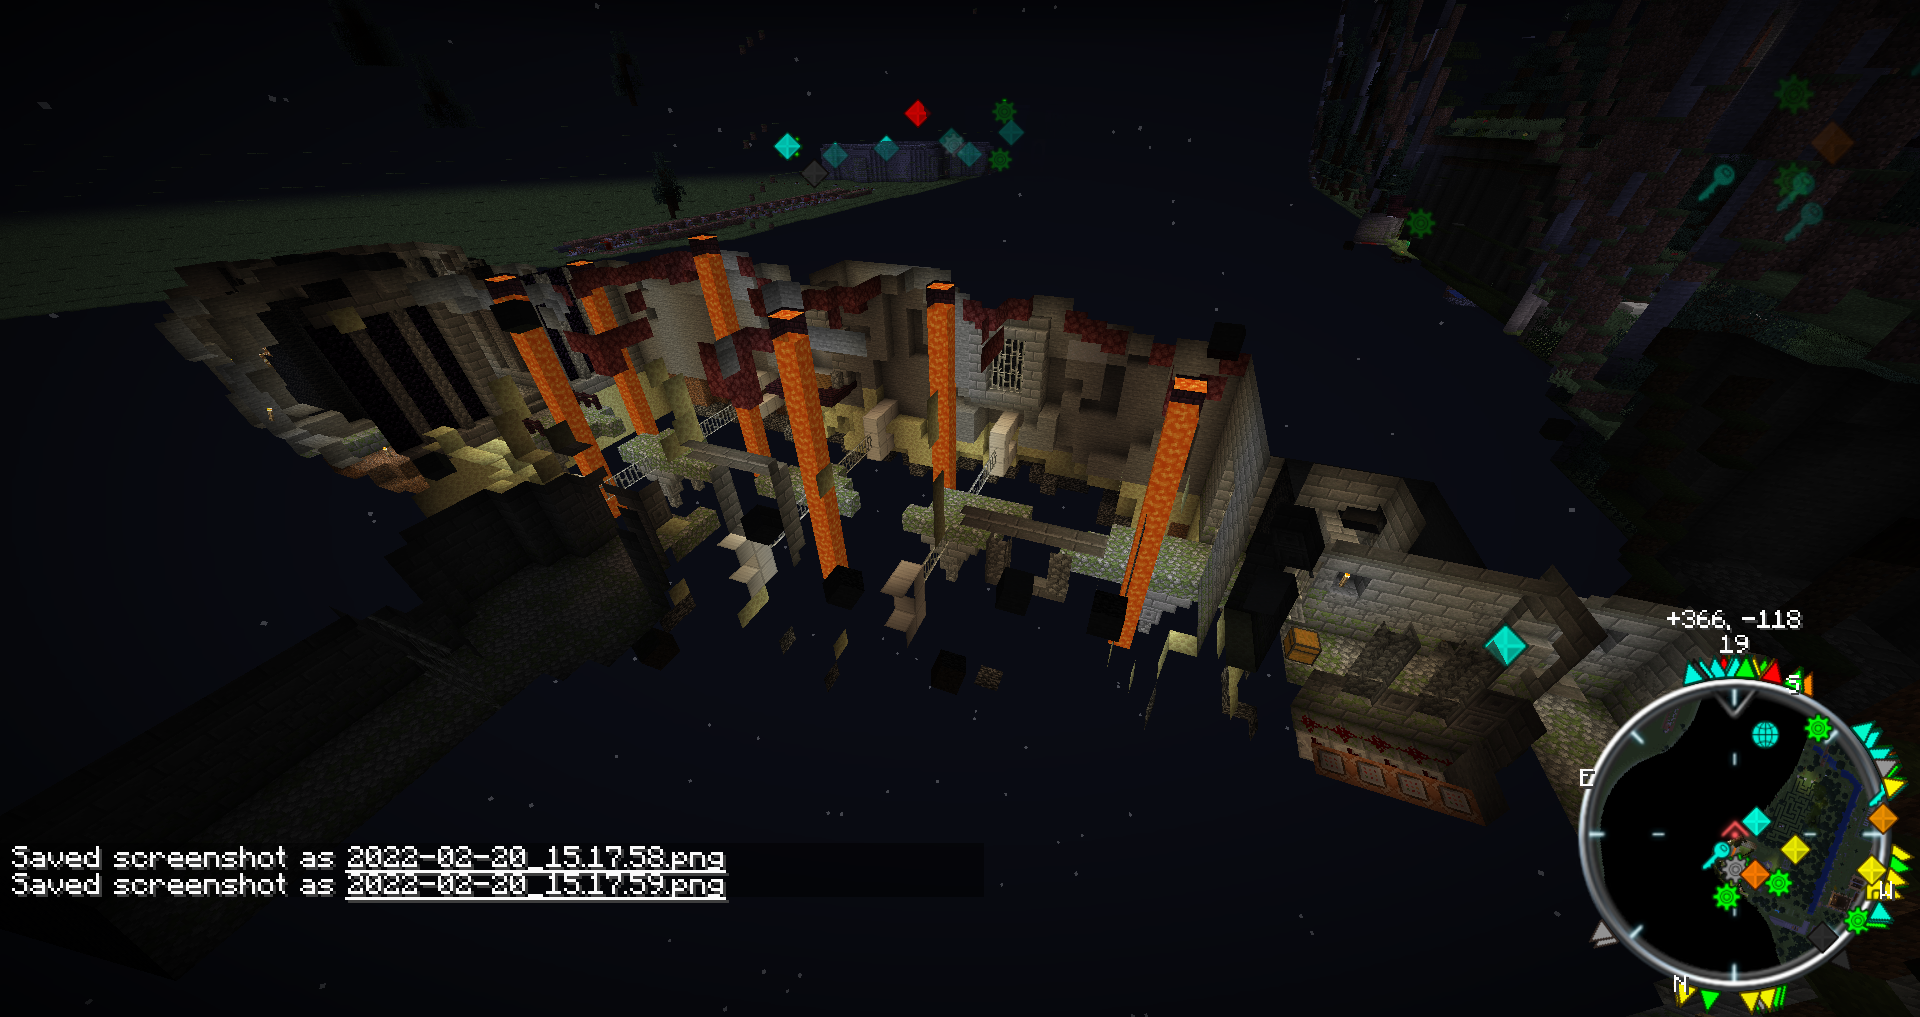 +366, -118
19
S
E
W
N
Saved screenshot as 2022-02-20_15.17.58.png
Saved screenshot as 2022-02-20_15.17.59.png